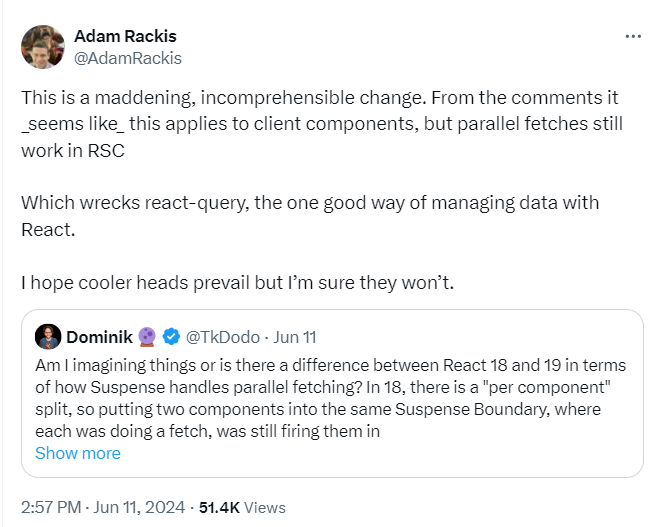 Adam Rackis
@AdamRackis
This is a maddening, incomprehensible change. From the comments it
_seems like_ this applies to client components, but parallel fetches still
work in RSC
Which wrecks react-query, the one good way of managing data with
React.
I hope cooler heads prevail but I’m sure they won’t.
Dominik 🔮 @TkDodo · Jun 11
Am I imagining things or is there a difference between React 18 and 19 in terms
of how Suspense handles parallel fetching? In 18, there is a "per component"
split, so putting two components into the same Suspense Boundary, where
each was doing a fetch, was still firing them in
Show more
2:57 PM · Jun 11, 2024 · 51.4K Views